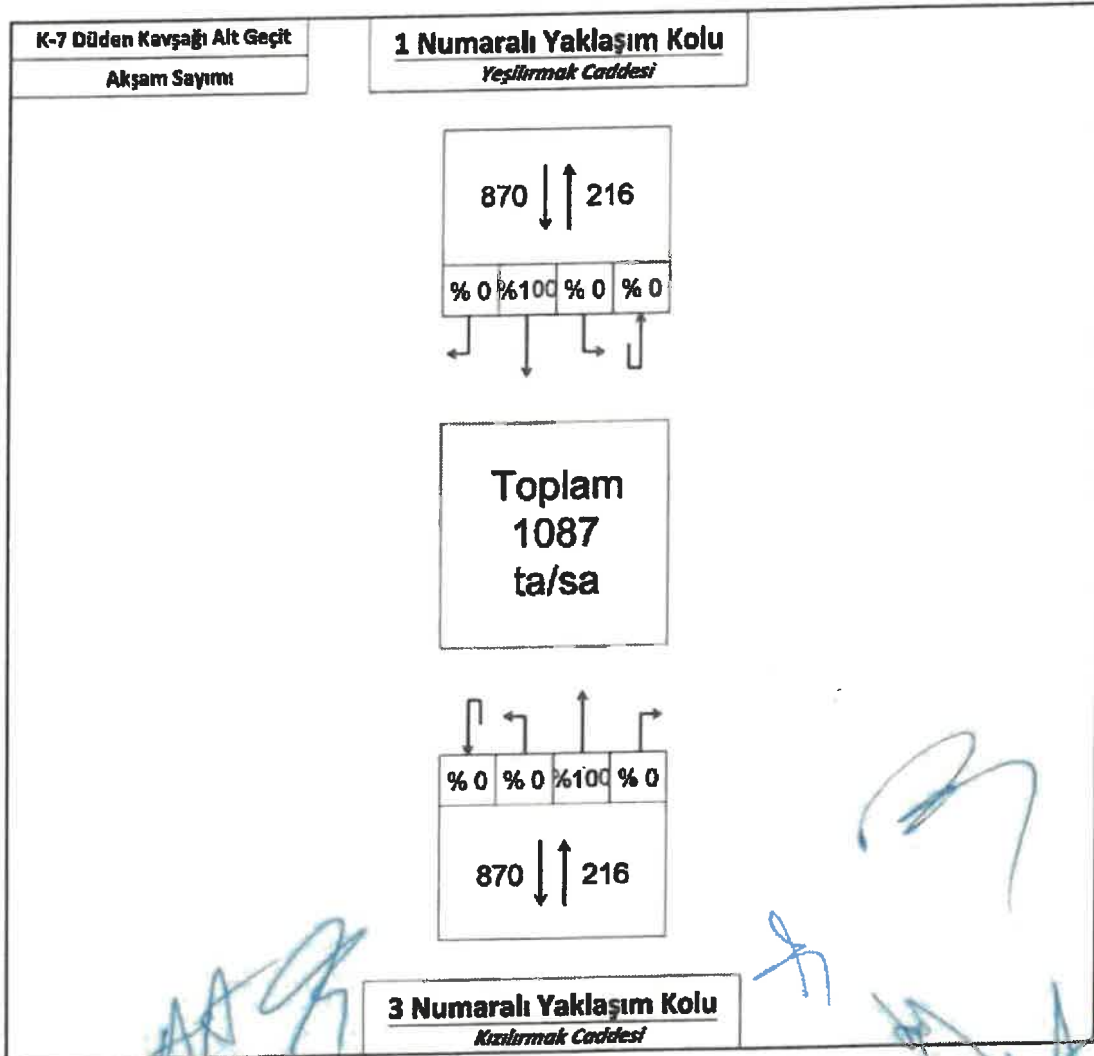 K-7 Düden Kavşağı Alt Geçit
Akşam Sayımı
1 Numaralı Yaklaşım Kolu
Yeşilırmak Caddesi
870 216
% 0 %100 % 0 % 0
Toplam
1087
ta/sa
% 0 % 0 %100 % 0
870 216
3 Numaralı Yaklaşım Kolu
Kızılırmak Caddesi